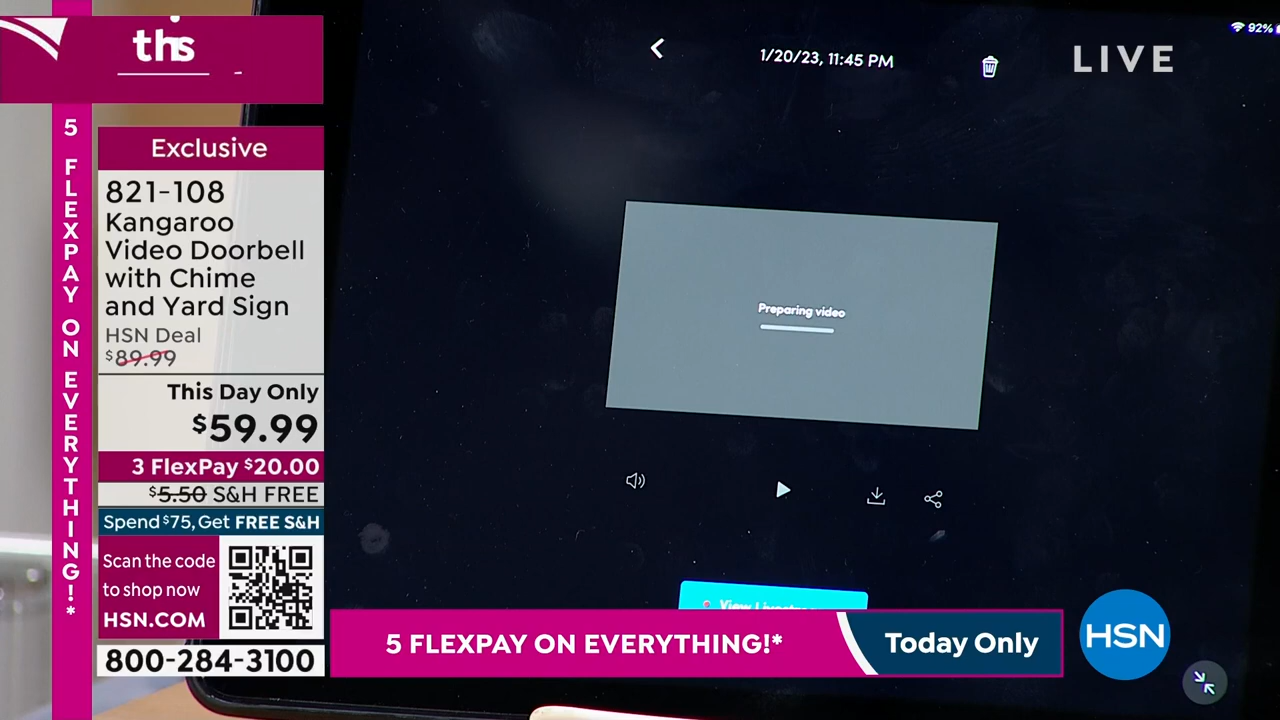 this
5 FLEXPAY ON EVERYTHING!*
Exclusive
821-108
Kangaroo
Video Doorbell
with Chime
and Yard Sign
HSN Deal
$89.99
This Day Only
$59.99
3 FlexPay $20.00
$5.50 S&H FREE
Spend $75, Get FREE S&H
Scan the code
to shop now
HSN.COM
800-284-3100
1/20/23, 11:45 PM
92%
LIVE
Preparing video
View
5 FLEXPAY ON EVERYTHING!*
Today Only
HSN